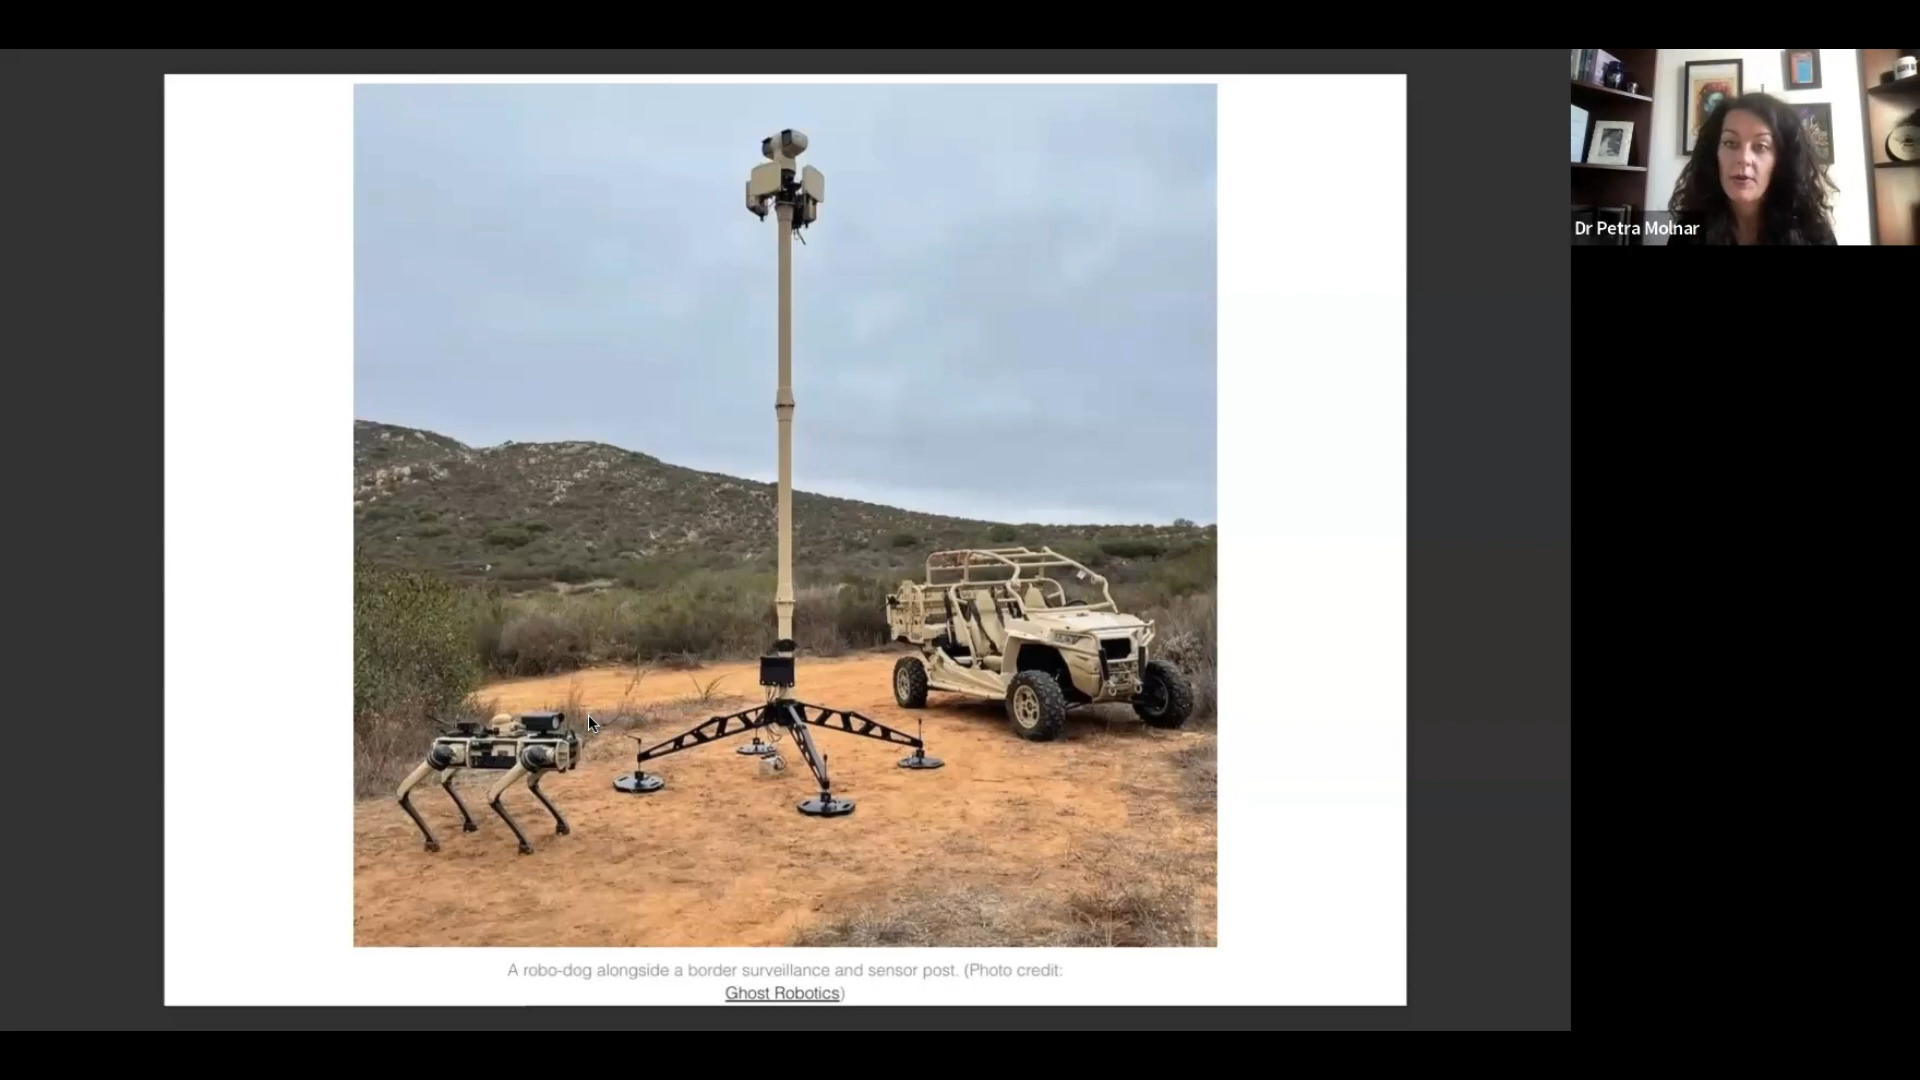 Dr Petra Molnar
A robo-dog alongside a border surveillance and sensor post. (Photo credit:
Ghost Robotics)